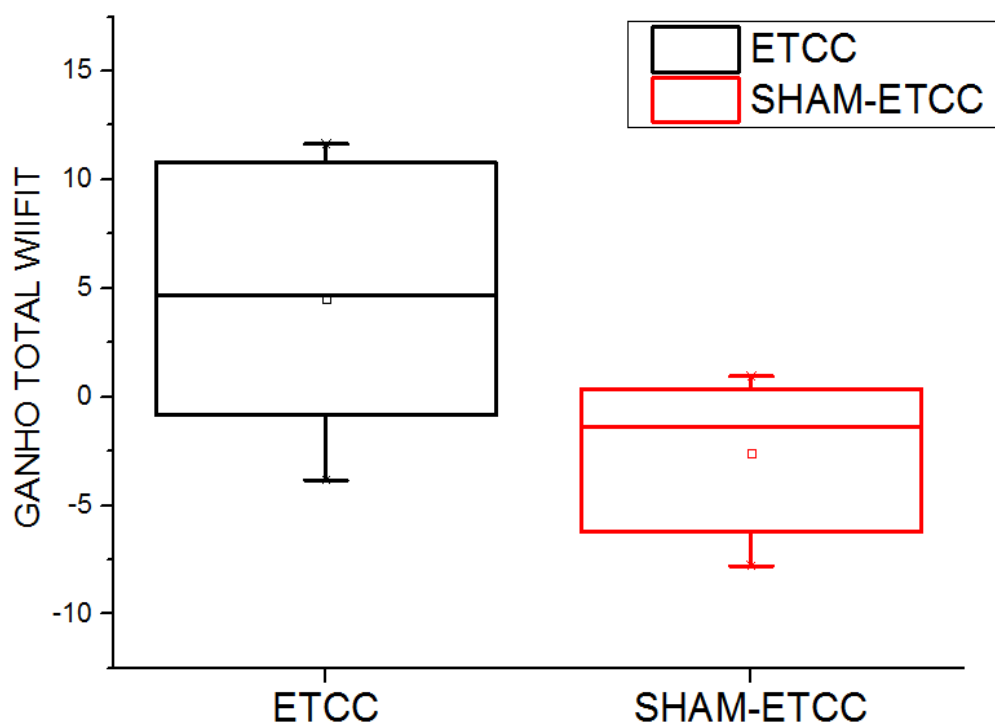 ETCC
SHAM-ETCC
GANHO TOTAL WIIFIT
15
10
5
0
-5
-10
ETCC
SHAM-ETCC